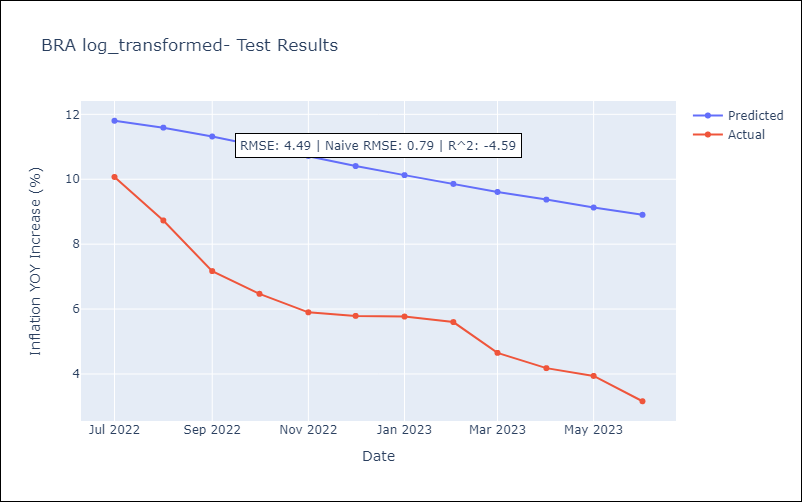 BRA log_transformed- Test Results
12
10
8
6
4
Inflation YOY Increase (%)
RMSE: 4.49 | Naive RMSE: 0.79 | R^2: -4.59
Predicted
Actual
Jul 2022
Sep 2022
Nov 2022
Jan 2023
Mar 2023
May 2023
Date